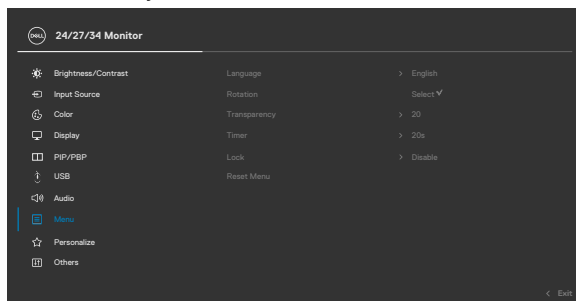 DELL 24/27/34 Monitor
Brightness/Contrast Language > English
Input Source Rotation Select ✓
Color Transparency > 20
Display Timer > 20s
PIP/PBP Lock > Disable
USB Reset Menu
Audio
Menu
Personalize
Others
< Exit